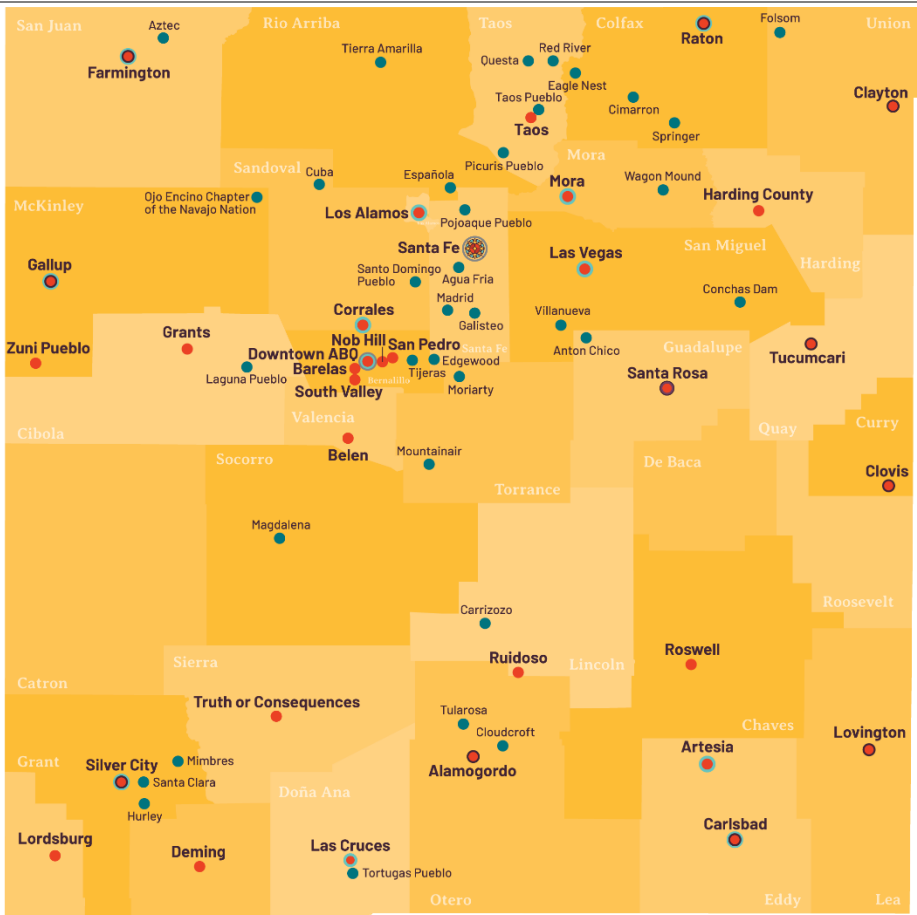 San Juan
Aztec
Farmington
Rio Arriba
Tierra Amarilla
Taos
Questa
Red River
Eagle Nest
Taos Pueblo
Taos
Picuris Pueblo
Colfax
Raton
Folsom
Union
Clayton
Cimarron
Springer
Sandoval
Cuba
Española
Mora
Mora
Wagon Mound
Harding County
McKinley
Ojo Encino Chapter
of the Navajo Nation
Los Alamos
Pojoaque Pueblo
Santa Fe
Agua Fria
Las Vegas
San Miguel
Harding
Gallup
Santo Domingo
Pueblo
Madrid
Galisteo
Conchas Dam
Corrales
Villanueva
Anton Chico
Zuni Pueblo
Grants
Nob Hill
San Pedro
Santa Fe
Guadalupe
Tucumcari
Laguna Pueblo
Downtown ABQ
Barelas
Bernalillo
Tijeras
Edgewood
Moriarty
South Valley
Santa Rosa
Cibola
Valencia
Belen
Quay
Curry
Socorro
Mountainair
Torrance
De Baca
Clovis
Magdalena
Carrizozo
Roosevelt
Sierra
Ruidoso
Lincoln
Roswell
Catron
Truth or Consequences
Tularosa
Cloudcroft
Alamogordo
Chaves
Artesia
Lovington
Grant
Silver City
Mimbres
Santa Clara
Hurley
Doña Ana
Lordsburg
Deming
Las Cruces
Tortugas Pueblo
Carlsbad
Otero
Eddy
Lea